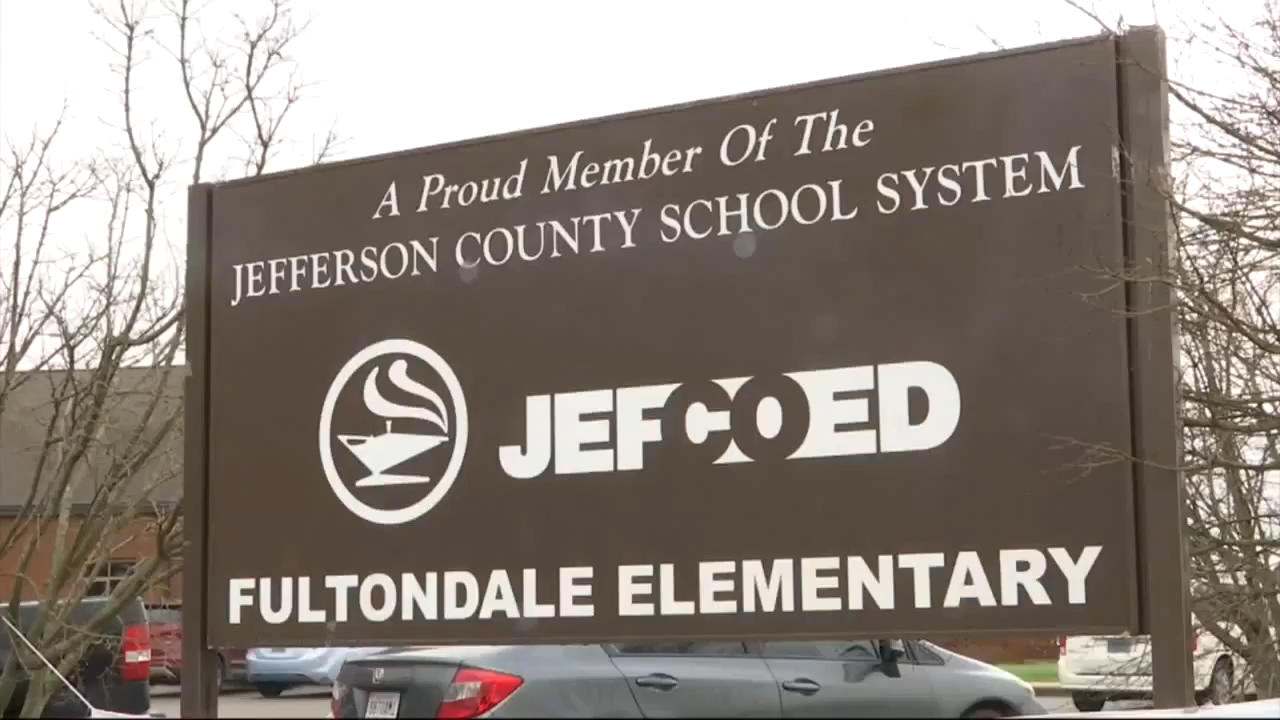 A Proud Member Of The
JEFFERSON COUNTY SCHOOL SYSTEM
JEFCOED
FULTONDALE ELEMENTARY